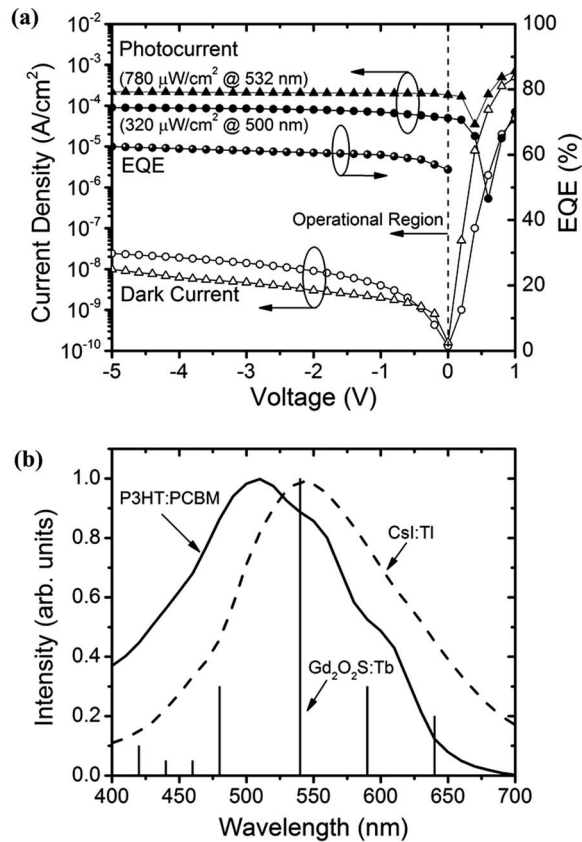 (a)
10⁻²
10⁻³
10⁻⁴
10⁻⁵
10⁻⁶
10⁻⁷
10⁻⁸
10⁻⁹
10⁻¹⁰
Current Density (A/cm²)
Photocurrent
(780 μW/cm² @ 532 nm)
(320 μW/cm² @ 500 nm)
EQE
Operational Region
Dark Current
100
80
60
40
20
0
EQE (%)
-5 -4 -3 -2 -1 0 1
Voltage (V)
(b)
1.0
0.8
0.6
0.4
0.2
0.0
Intensity (arb. units)
P3HT:PCBM
CsI:Tl
Gd₂O₂S:Tb
400 450 500 550 600 650 700
Wavelength (nm)